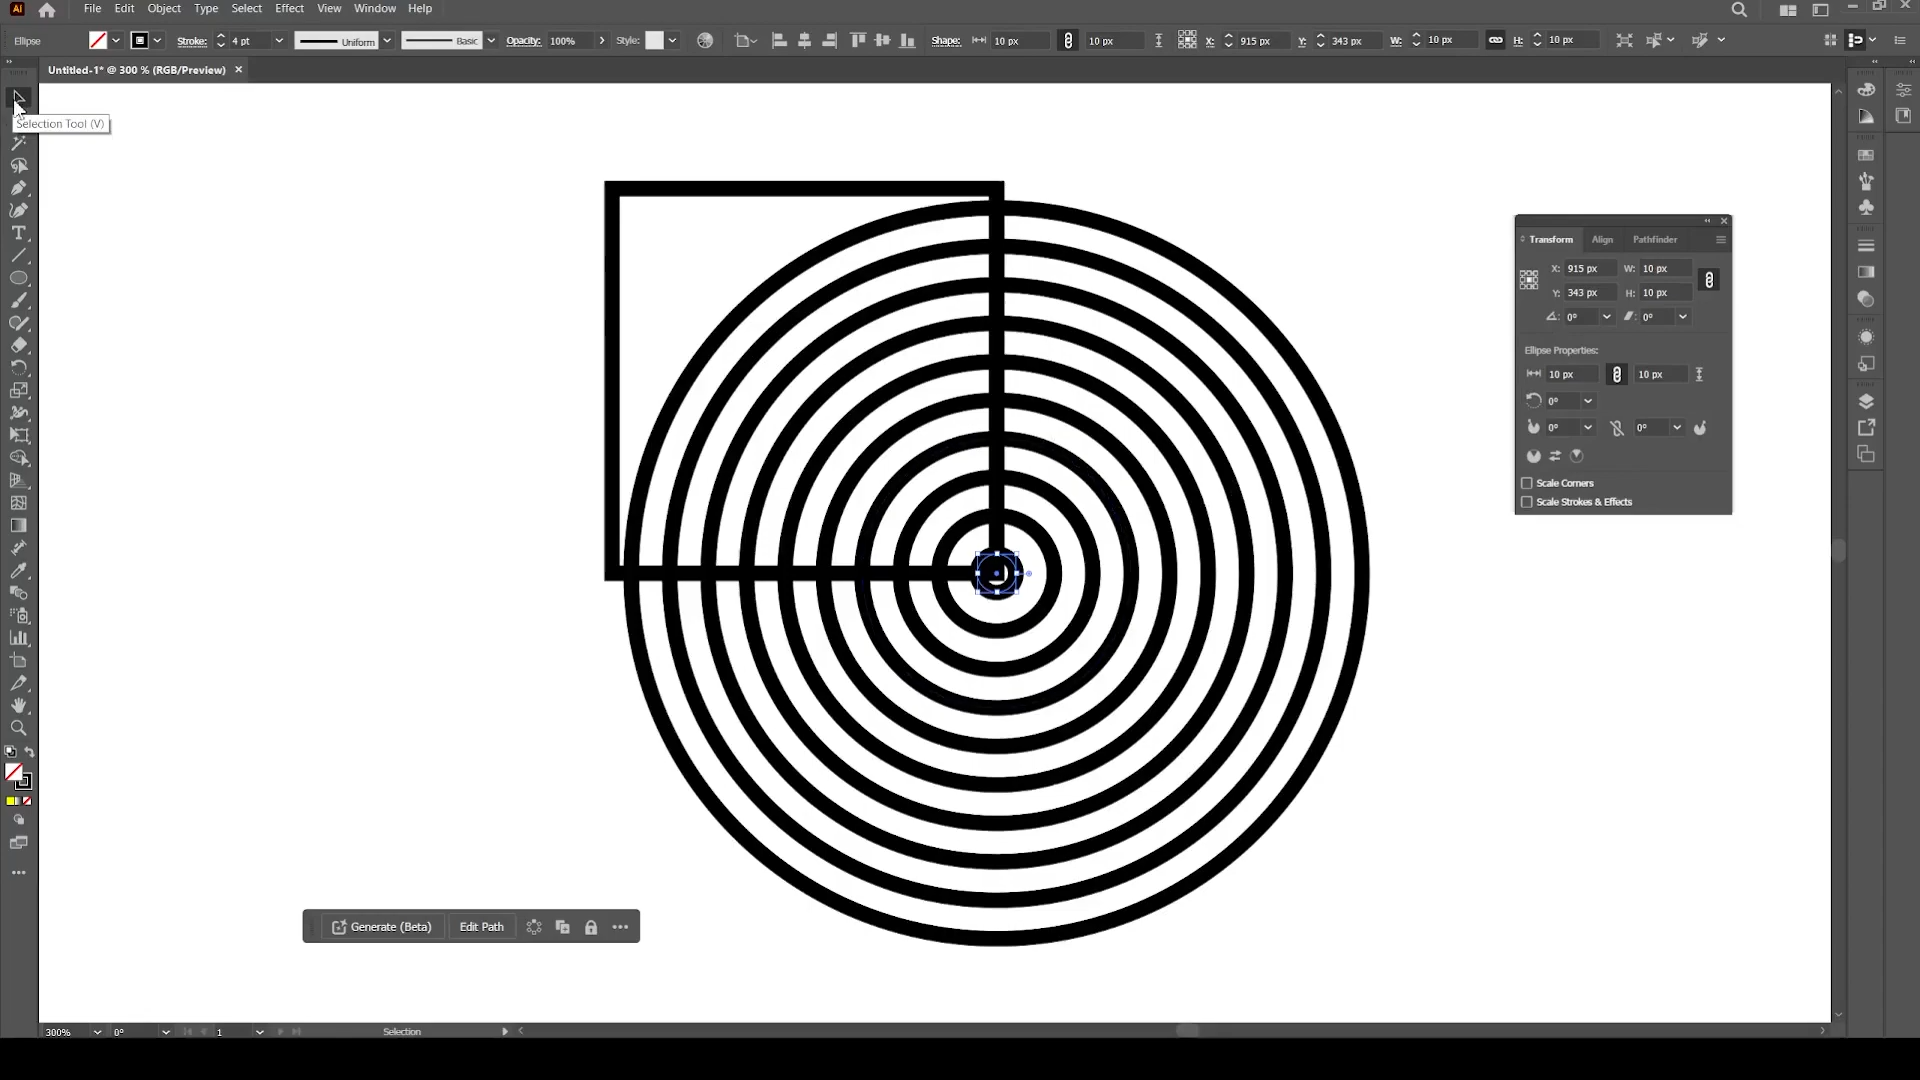 Ai File Edit Object Type Select Effect View Window Help
Ellipse Stroke: 4 pt Uniform Basic Opacity: 100% Style: Shape: 10 px 10 px X: 915 px Y: 343 px W: 10 px H: 10 px
Untitled-1* @ 300 % (RGB/Preview) ×
Selection Tool (V)
Transform Align Pathfinder
X: 915 px W: 10 px
Y: 343 px H: 10 px
0° 0°
Ellipse Properties:
10 px 10 px
0°
0° 0°
Scale Corners
Scale Strokes & Effects
Generate (Beta) Edit Path
300% 0° 1 Selection